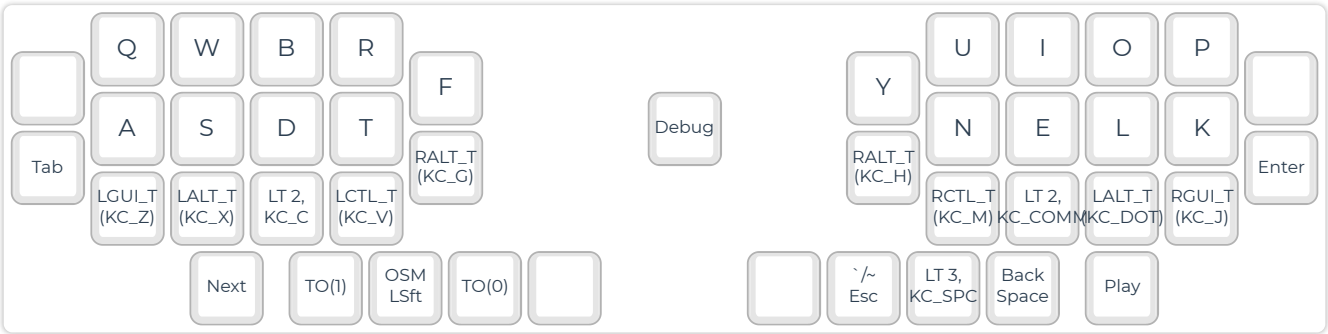 Q W B R U I O P
F Y
A S D T Debug N E L K
Tab RALT_T RALT_T Enter
(KC_G) (KC_H)
LGUI_T LALT_T LT 2, LCTL_T RCTL_T LT 2, LALT_T RGUI_T
(KC_Z) (KC_X) KC_C (KC_V) (KC_M) KC_COMM (KC_DOT) (KC_J)
Next TO(1) OSM TO(0) `/~ LT 3, Back Play
LSft Esc KC_SPC Space